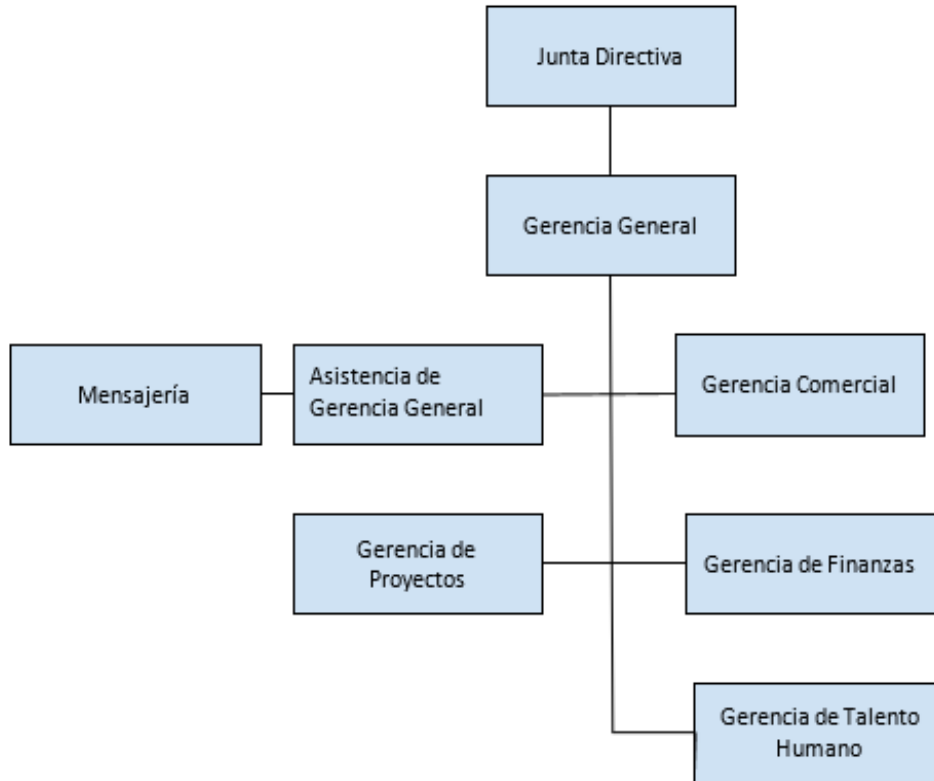 Junta Directiva
Gerencia General
Mensajería
Asistencia de
Gerencia General
Gerencia Comercial
Gerencia de
Proyectos
Gerencia de Finanzas
Gerencia de Talento
Humano